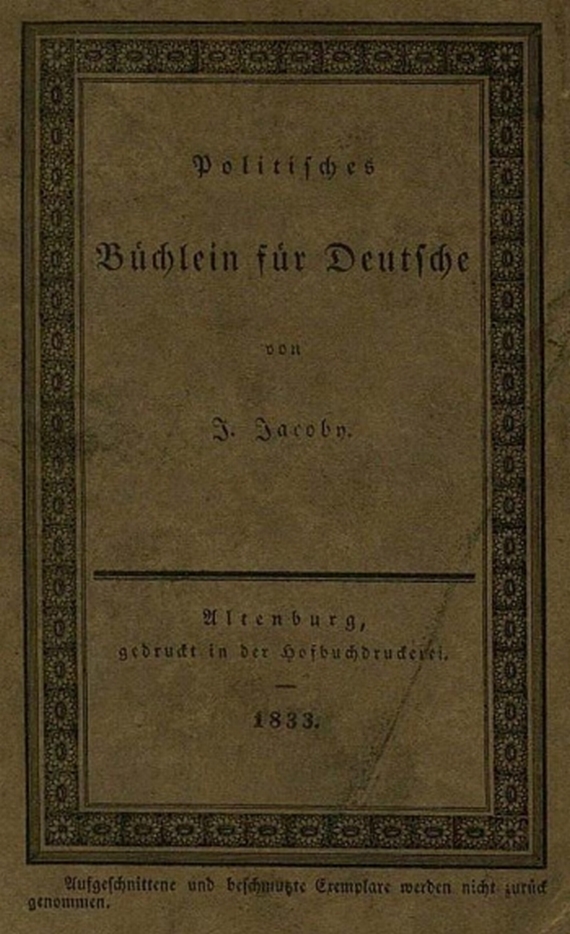 Politisches
Büchlein für Deutsche
von
J. Jacoby.
Altenburg,
gedruckt in der Hofbuchdruckerei.
—
1833.
Aufgeschnittene und beschmutzte Exemplare werden nicht zurück
genommen.